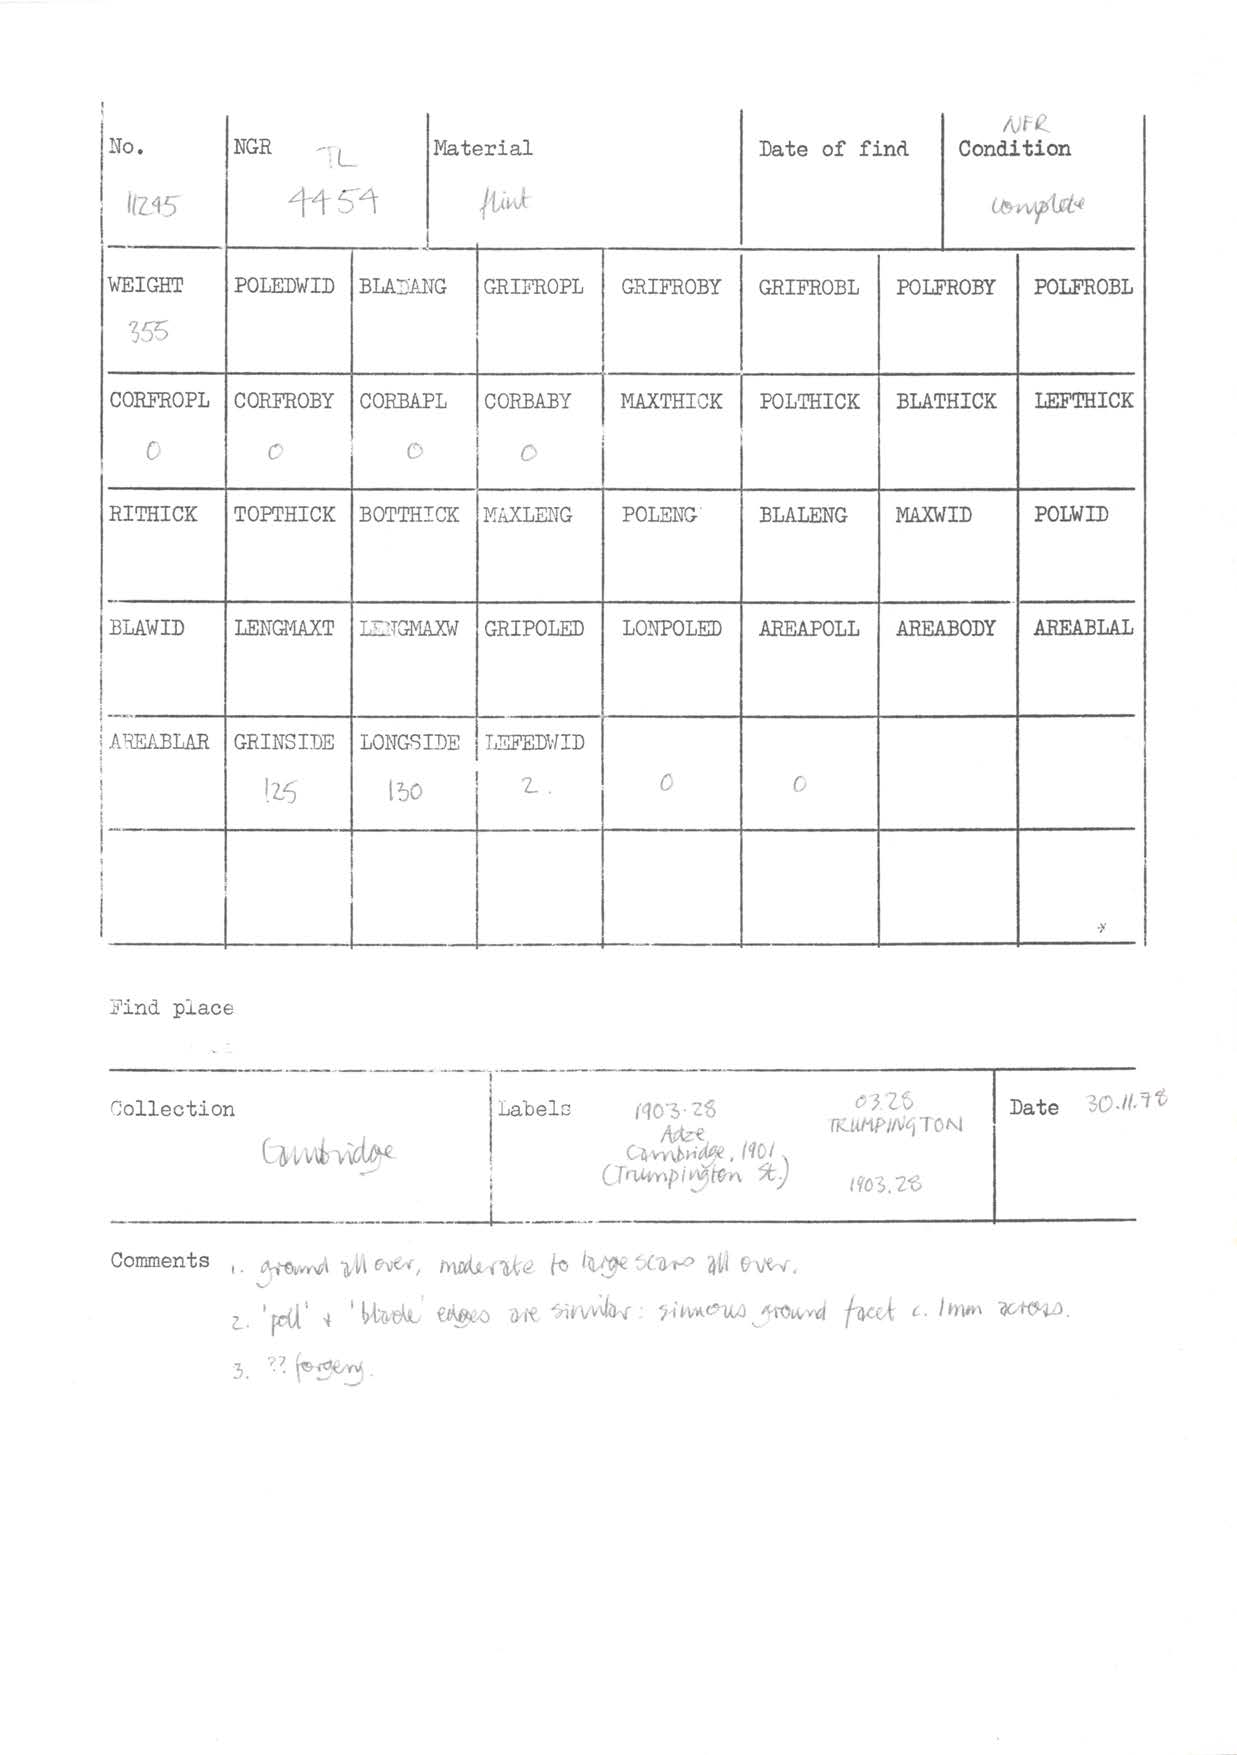 NFR
No. NGR TL Material Date of find Condition
11245 4454 flint complete
WEIGHT POLEDWID BLADANG GRIFROPL GRIFROBY GRIFROBL POLFROBY POLFROBL
355
CORFROPL CORFROBY CORBAPL CORBABY MAXTHICK POLTHICK BLATHICK LEFTHICK
0 0 0 0
RITHICK TOPTHICK BOTTHICK MAXLENG POLENG BLALENG MAXWID POLWID
BLAWID LENGMAXT LENGMAXW GRIPOLED LONPOLED AREAPOLL AREABODY AREABLAL
AREABLAR GRINSIDE LONGSIDE LEFEDWID
125 130 2. 0 0
Find place
Collection Labels 1903.28 03.28 Date 30.11.78
Adze TRUMPINGTON
Cambridge Cambridge, 1901
(Trumpington St.) 1903.28
Comments 1. ground all over, moderate to large scars all over.
2. 'poll' + 'blade' edges are similar: sinuous ground facet c. 1mm across.
3. ?? forgery.